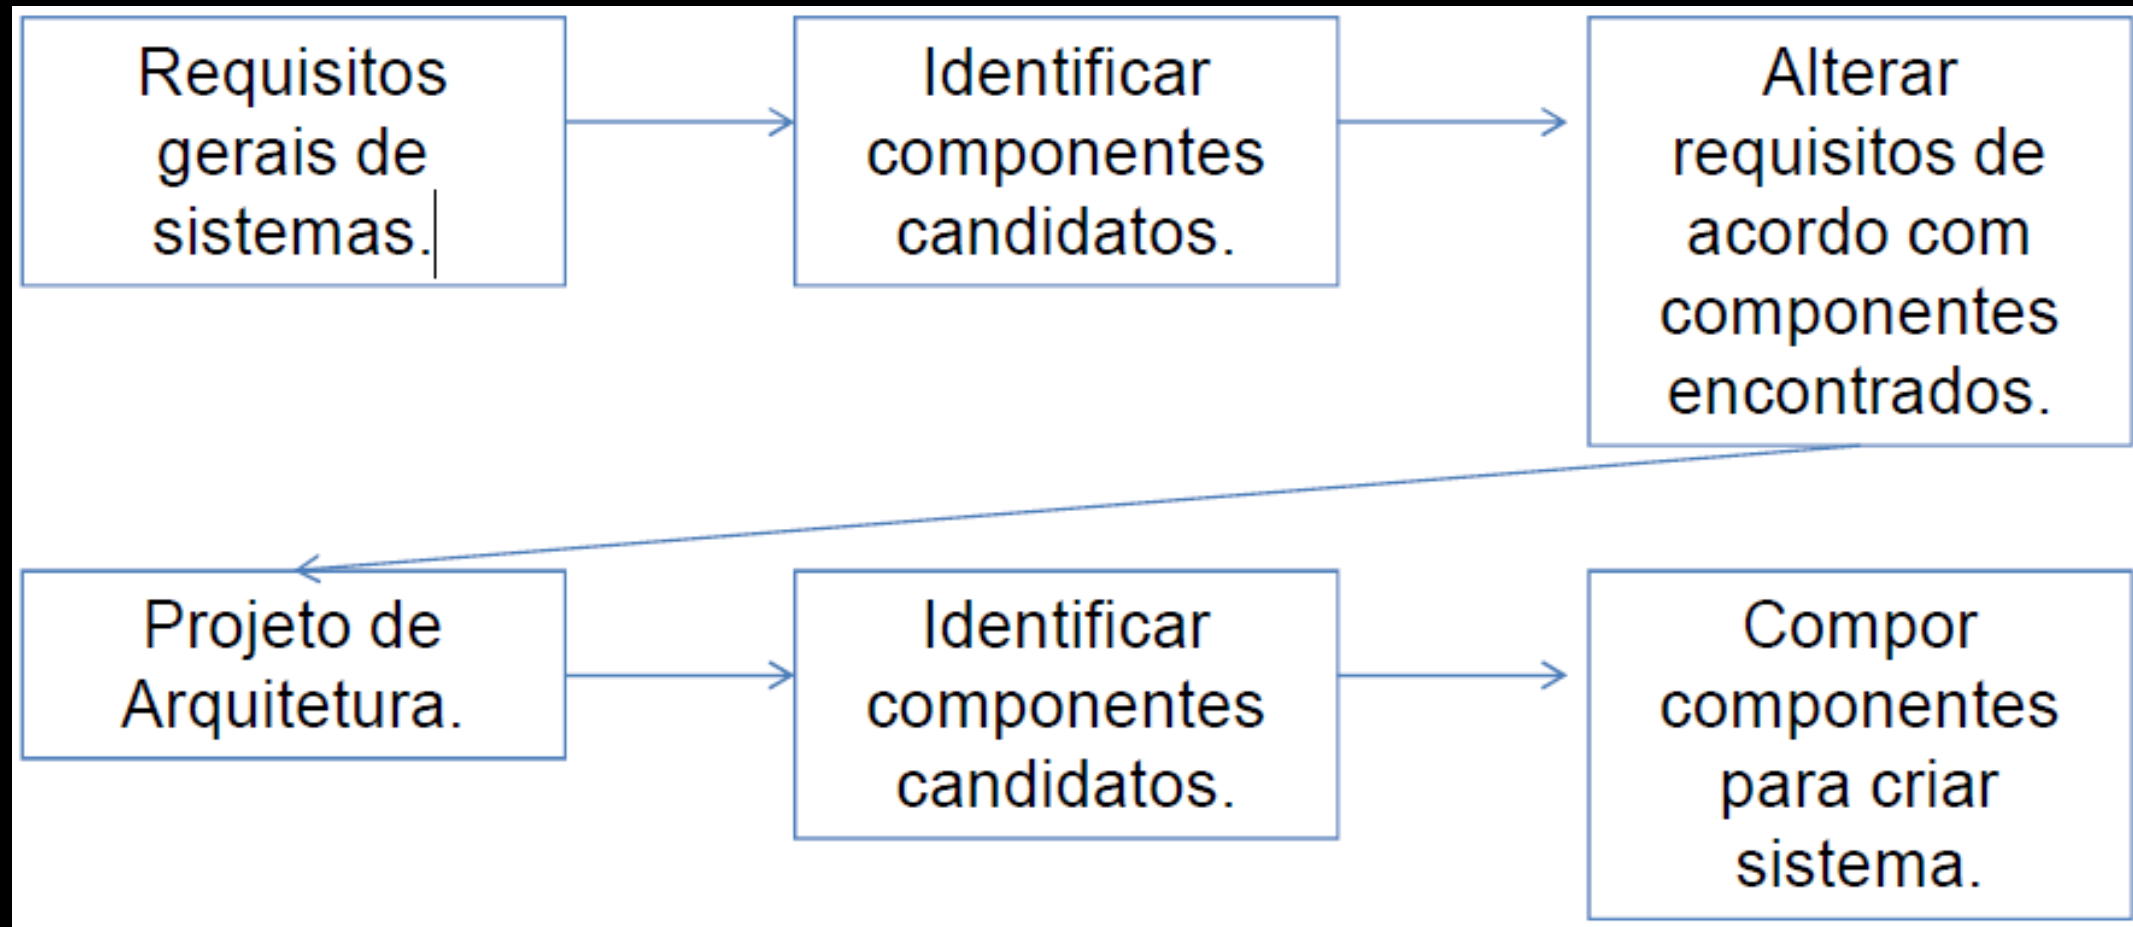 Requisitos
gerais de
sistemas.
Identificar
componentes
candidatos.
Alterar
requisitos de
acordo com
componentes
encontrados.
Projeto de
Arquitetura.
Identificar
componentes
candidatos.
Compor
componentes
para criar
sistema.